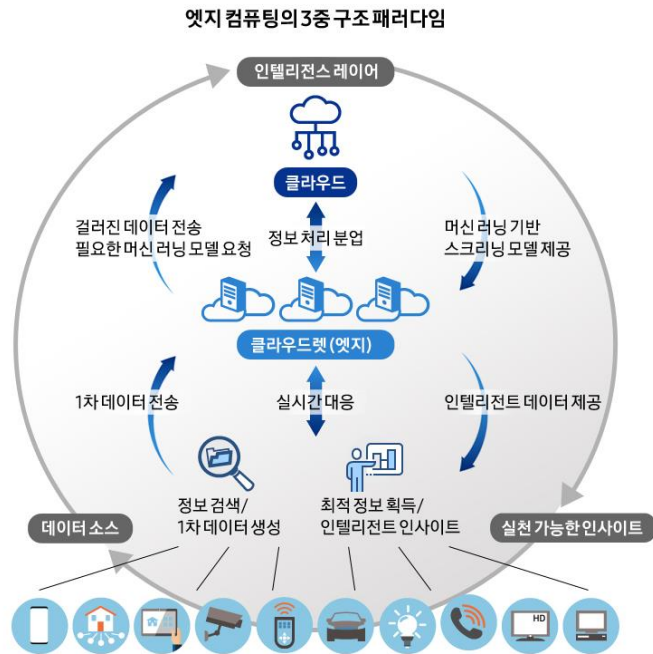 엣지 컴퓨팅의 3중 구조 패러다임
인텔리전스 레이어
클라우드
걸러진 데이터 전송
필요한 머신 러닝 모델 요청
정보 처리 분업
머신 러닝 기반
스크리닝 모델 제공
클라우드렛 (엣지)
1차 데이터 전송
실시간 대응
인텔리전트 데이터 제공
정보 검색/
1차 데이터 생성
최적 정보 획득/
인텔리전트 인사이트
데이터 소스
실천 가능한 인사이트
HD